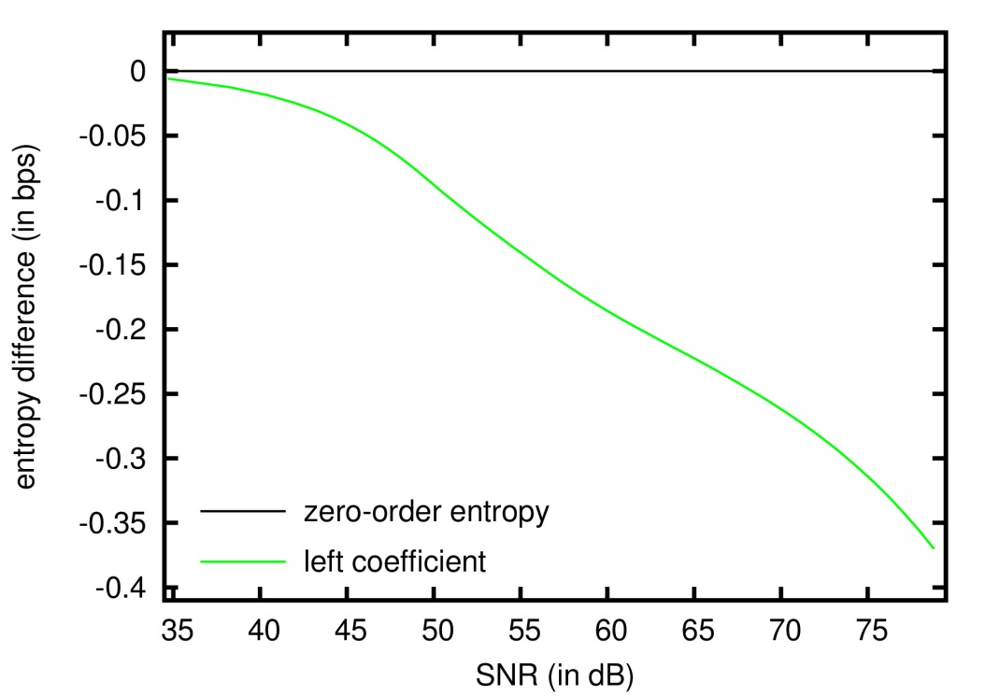 0
-0.05
-0.1
-0.15
-0.2
-0.25
-0.3
-0.35
-0.4
entropy difference (in bps)
zero-order entropy
left coefficient
35 40 45 50 55 60 65 70 75
SNR (in dB)